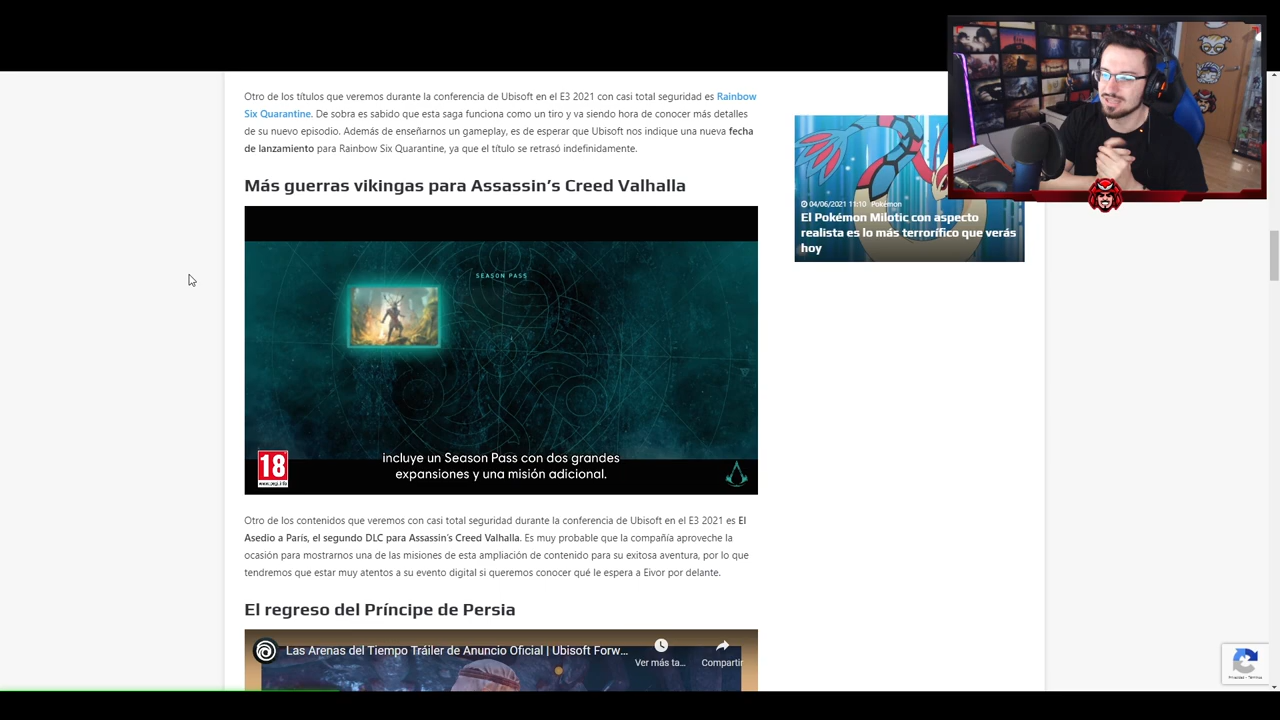 Otro de los títulos que veremos durante la conferencia de Ubisoft en el E3 2021 con casi total seguridad es Rainbow
Six Quarantine. De sobra es sabido que esta saga funciona como un tiro y va siendo hora de conocer más detalles
de su nuevo episodio. Además de enseñarnos un gameplay, es de esperar que Ubisoft nos indique una nueva fecha
de lanzamiento para Rainbow Six Quarantine, ya que el título se retrasó indefinidamente.
Más guerras vikingas para Assassin’s Creed Valhalla
SEASON PASS
incluye un Season Pass con dos grandes
expansiones y una misión adicional.
18
www.pegi.info
Otro de los contenidos que veremos con casi total seguridad durante la conferencia de Ubisoft en el E3 2021 es El
Asedio a París, el segundo DLC para Assassin’s Creed Valhalla. Es muy probable que la compañía aproveche la
ocasión para mostrarnos una de las misiones de esta ampliación de contenido para su exitosa aventura, por lo que
tendremos que estar muy atentos a su evento digital si queremos conocer qué le espera a Eivor por delante.
El regreso del Príncipe de Persia
Las Arenas del Tiempo Tráiler de Anuncio Oficial | Ubisoft Forw...
Ver más ta...
Compartir
04/06/2021 11:10 Pokémon
El Pokémon Milotic con aspecto
realista es lo más terrorífico que verás
hoy
Privacidad - Términos